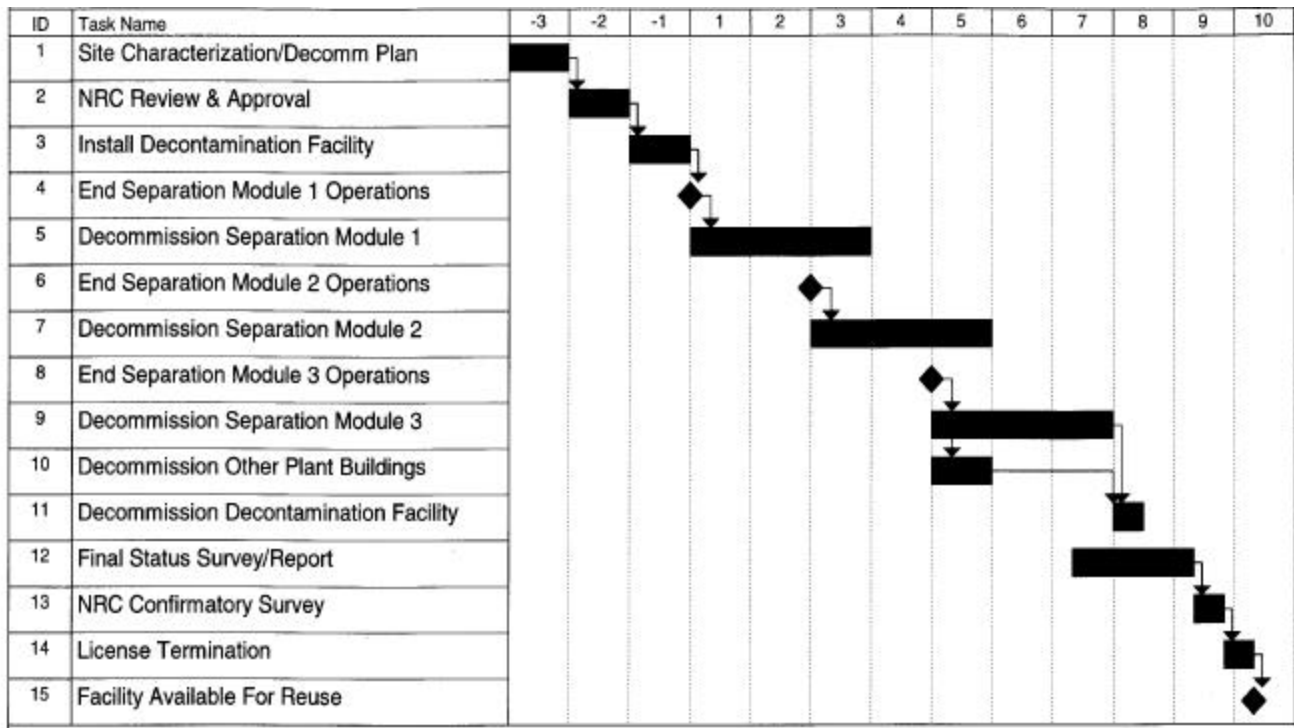 ID Task Name -3 -2 -1 1 2 3 4 5 6 7 8 9 10
1 Site Characterization/Decomm Plan
2 NRC Review & Approval
3 Install Decontamination Facility
4 End Separation Module 1 Operations
5 Decommission Separation Module 1
6 End Separation Module 2 Operations
7 Decommission Separation Module 2
8 End Separation Module 3 Operations
9 Decommission Separation Module 3
10 Decommission Other Plant Buildings
11 Decommission Decontamination Facility
12 Final Status Survey/Report
13 NRC Confirmatory Survey
14 License Termination
15 Facility Available For Reuse